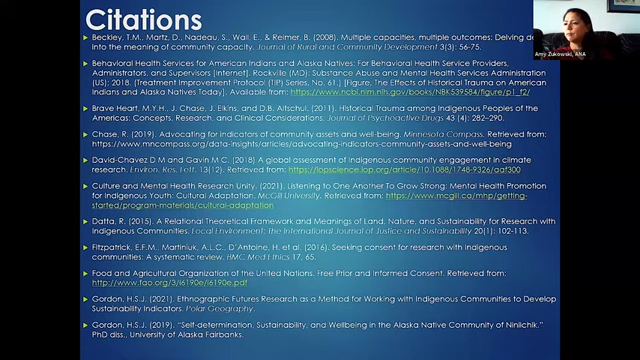 Citations
Amy Zukowski, ANA
Beckley, T.M., Martz, D., Nadeau, S., Wall, E., & Reimer, B. (2008). Multiple capacities, multiple outcomes: Delving de
into the meaning of community capacity. Journal of Rural and Community Development 3(3): 56-75.
Behavioral Health Services for American Indians and Alaska Natives: For Behavioral Health Service Providers,
Administrators, and Supervisors [Internet]. Rockville (MD): Substance Abuse and Mental Health Services Administration
(US); 2018. (Treatment Improvement Protocol (TIP) Series, No. 61.) [Figure, The Effects of Historical Trauma on American
Indians and Alaska Natives Today]. Available from: https://www.ncbi.nlm.nih.gov/books/NBK539584/figure/p1_f2/
Brave Heart, M.Y.H., J. Chase, J. Elkins, and D.B. Altschul. (2011). Historical Trauma among Indigenous Peoples of the
Americas: Concepts, Research, and Clinical Considerations. Journal of Psychoactive Drugs 43 (4): 282–290.
Chase, R. (2019). Advocating for indicators of community assets and well-being. Minnesota Compass. Retrieved from:
https://www.mncompass.org/data-insights/articles/advocating-indicators-community-assets-and-well-being
David-Chavez D M and Gavin M C. (2018) A global assessment of Indigenous community engagement in climate
research. Environ. Res. Lett. 13(12). Retrieved from: https://iopscience.iop.org/article/10.1088/1748-9326/aaf300
Culture and Mental Health Research Unity. (2021). Listening to One Another To Grow Strong: Mental Health Promotion
for Indigenous Youth: Cultural Adaptation. McGill University. Retrieved from: https://www.mcgill.ca/mhp/getting-
started/program-materials/cultural-adaptation
Datta, R. (2015). A Relational Theoretical Framework and Meanings of Land, Nature, and Sustainability for Research with
Indigenous Communities. Local Environment: The International Journal of Justice and Sustainability 20(1): 102-113.
Fitzpatrick, E.F.M., Martiniuk, A.L.C., D’Antoine, H. et al. (2016). Seeking consent for research with indigenous
communities: A systematic review. BMC Med Ethics 17, 65.
Food and Agricultural Organization of the United Nations. Free Prior and Informed Consent. Retrieved from:
http://www.fao.org/3/i6190e/i6190e.pdf
Gordon, H.S.J. (2021). Ethnographic Futures Research as a Method for Working with Indigenous Communities to Develop
Sustainability Indicators. Polar Geography.
Gordon, H.S.J. (2019). “Self-determination, Sustainability, and Wellbeing in the Alaska Native Community of Ninilchik.”
PhD diss., University of Alaska Fairbanks.